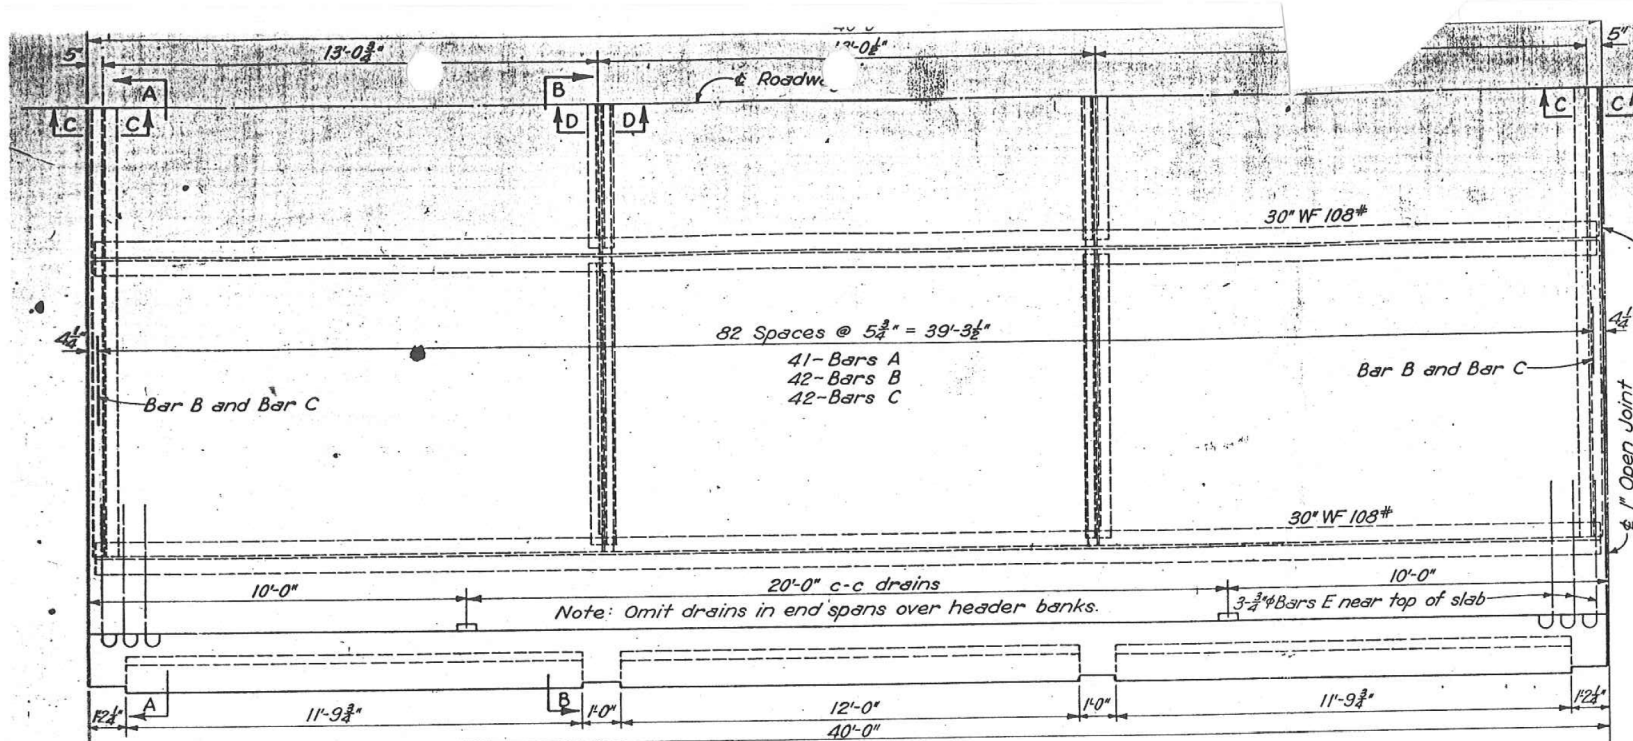 40'-0"
5"
13'-0¾"
13'-0½"
5"
A
B
¢ Roadw
C
C
D
D
C
C
30" WF 108#
4¼"
82 Spaces @ 5¾" = 39'-3½"
4¼
41-Bars A
42-Bars B
42-Bars C
Bar B and Bar C
Bar B and Bar C
¢ 1" Open Joint
30" WF 108#
10'-0"
20'-0" c-c drains
10'-0"
Note: Omit drains in end spans over header banks.
3-¾"φ Bars E near top of slab
A
B
1'-2¼"
11'-9¾"
1'-0"
12'-0"
1'-0"
11'-9¾"
1'-2¼"
40'-0"